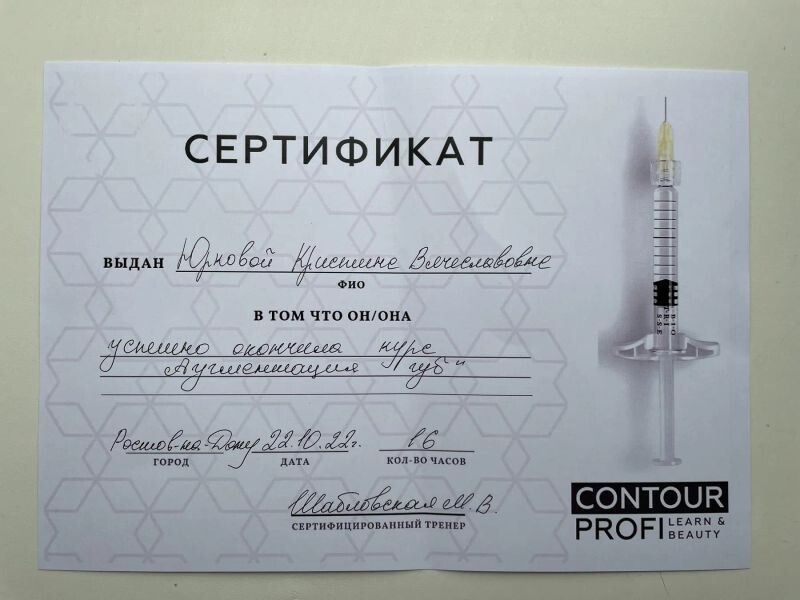 СЕРТИФИКАТ
ВЫДАН Юрновой Кристине Вячеславовне
ФИО
В ТОМ ЧТО ОН/ОНА
успешно окончила курс
"Аугментация губ"
Ростов-на-Дону 22.10.22г. 16
ГОРОД ДАТА КОЛ-ВО ЧАСОВ
Шабловская М.В.
СЕРТИФИЦИРОВАННЫЙ ТРЕНЕР
CONTOUR
PROFI LEARN &
BEAUTY